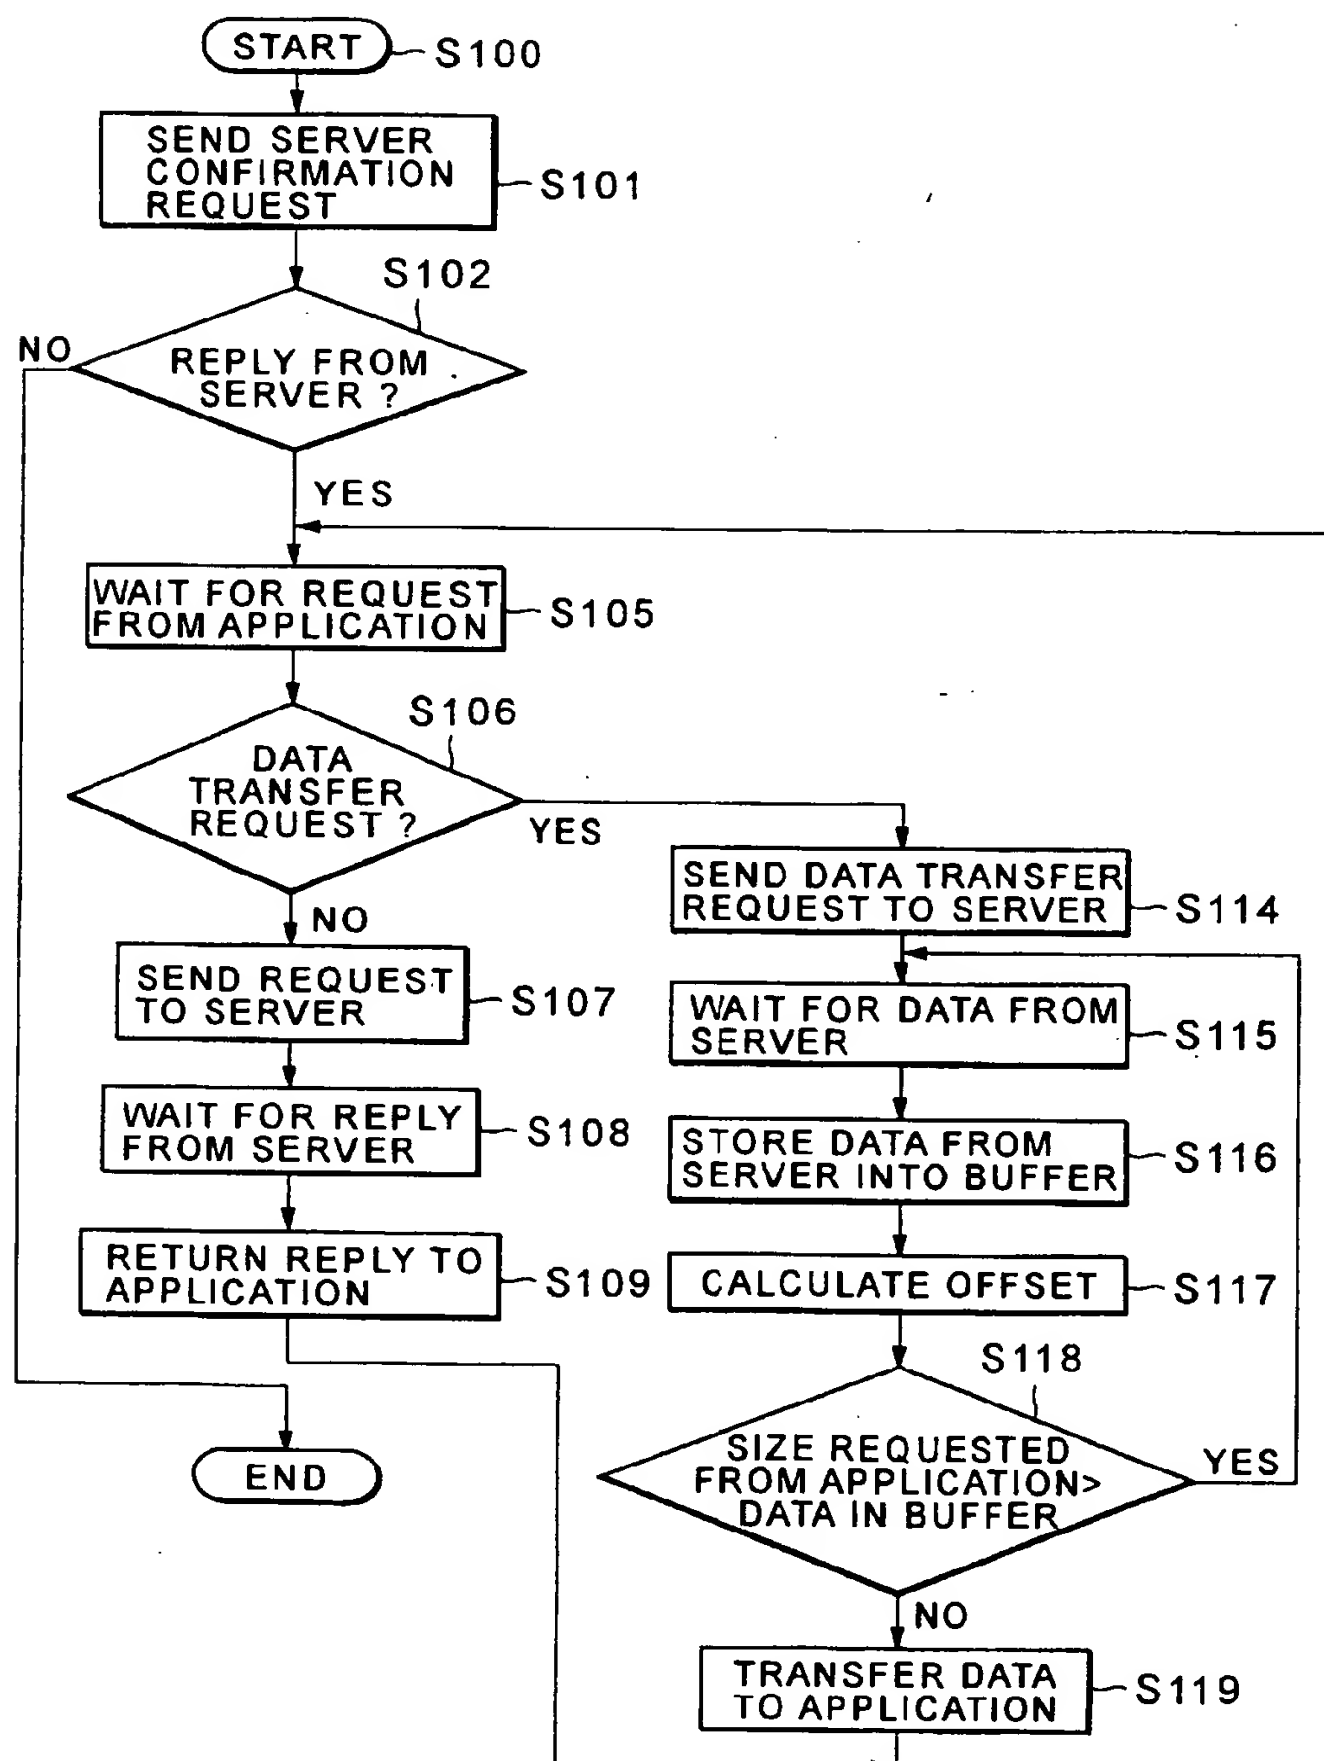 START
S100
SEND SERVER
CONFIRMATION
REQUEST
S101
S102
NO
REPLY FROM
SERVER ?
YES
WAIT FOR REQUEST
FROM APPLICATION
S105
S106
DATA
TRANSFER
REQUEST ?
YES
NO
SEND REQUEST
TO SERVER
S107
WAIT FOR REPLY
FROM SERVER
S108
RETURN REPLY TO
APPLICATION
S109
END
SEND DATA TRANSFER
REQUEST TO SERVER
S114
WAIT FOR DATA FROM
SERVER
S115
STORE DATA FROM
SERVER INTO BUFFER
S116
CALCULATE OFFSET
S117
S118
SIZE REQUESTED
FROM APPLICATION>
DATA IN BUFFER
YES
NO
TRANSFER DATA
TO APPLICATION
S119